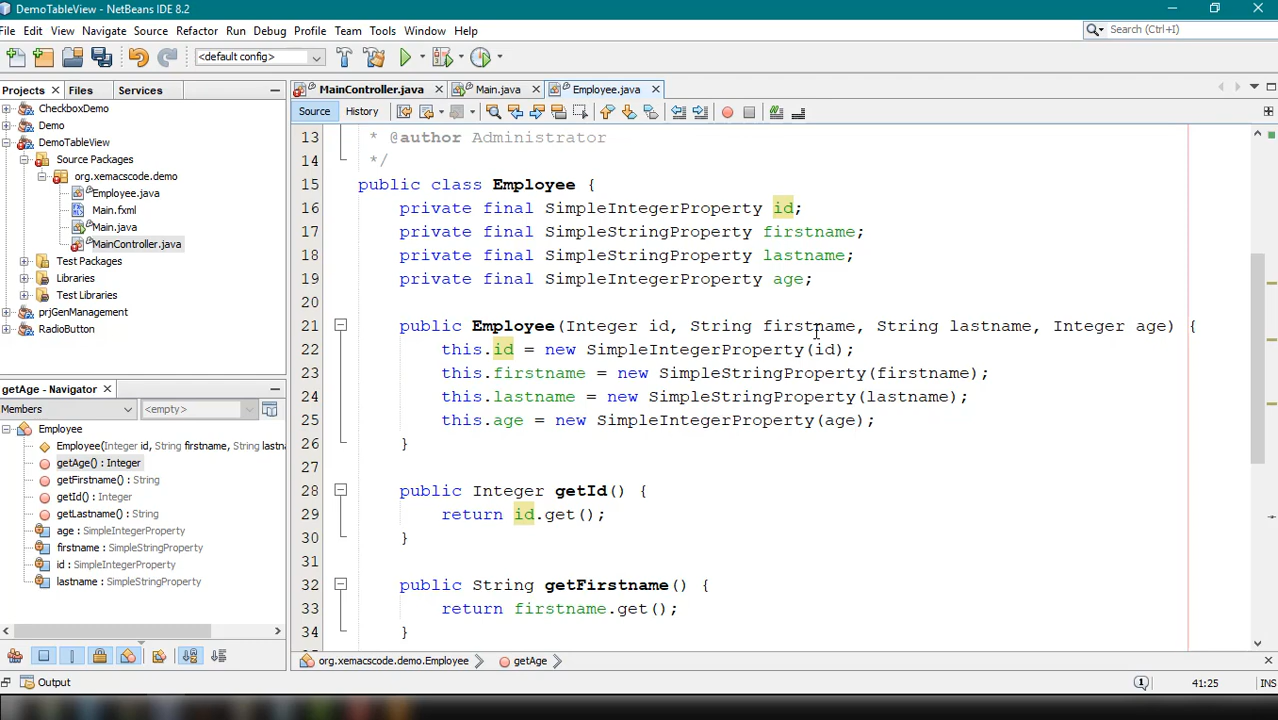 DemoTableView - NetBeans IDE 8.2
File Edit View Navigate Source Refactor Run Debug Profile Team Tools Window Help
Search (Ctrl+I)
<default config>
Projects Files Services
CheckboxDemo
Demo
DemoTableView
Source Packages
org.xemacscode.demo
Employee.java
Main.fxml
Main.java
MainController.java
Test Packages
Libraries
Test Libraries
prjGenManagement
RadioButton
getAge - Navigator
Members <empty>
Employee
Employee(Integer id, String firstname, String lastna
getAge() : Integer
getFirstname() : String
getId() : Integer
getLastname() : String
age : SimpleIntegerProperty
firstname : SimpleStringProperty
id : SimpleIntegerProperty
lastname : SimpleStringProperty
MainController.java Main.java Employee.java
Source History
13 * @author Administrator
14 */
15 public class Employee {
16 private final SimpleIntegerProperty id;
17 private final SimpleStringProperty firstname;
18 private final SimpleStringProperty lastname;
19 private final SimpleIntegerProperty age;
20
21 public Employee(Integer id, String firstname, String lastname, Integer age) {
22 this.id = new SimpleIntegerProperty(id);
23 this.firstname = new SimpleStringProperty(firstname);
24 this.lastname = new SimpleStringProperty(lastname);
25 this.age = new SimpleIntegerProperty(age);
26 }
27
28 public Integer getId() {
29 return id.get();
30 }
31
32 public String getFirstname() {
33 return firstname.get();
34 }
org.xemacscode.demo.Employee getAge
Output
1 41:25 INS